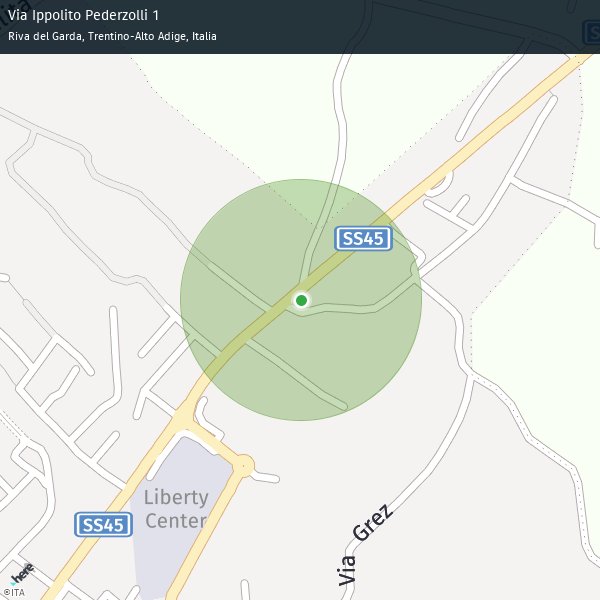 Via Ippolito Pederzolli 1
Riva del Garda, Trentino-Alto Adige, Italia
SS45
Liberty
Center
SS45
Via Grez
here
©ITA